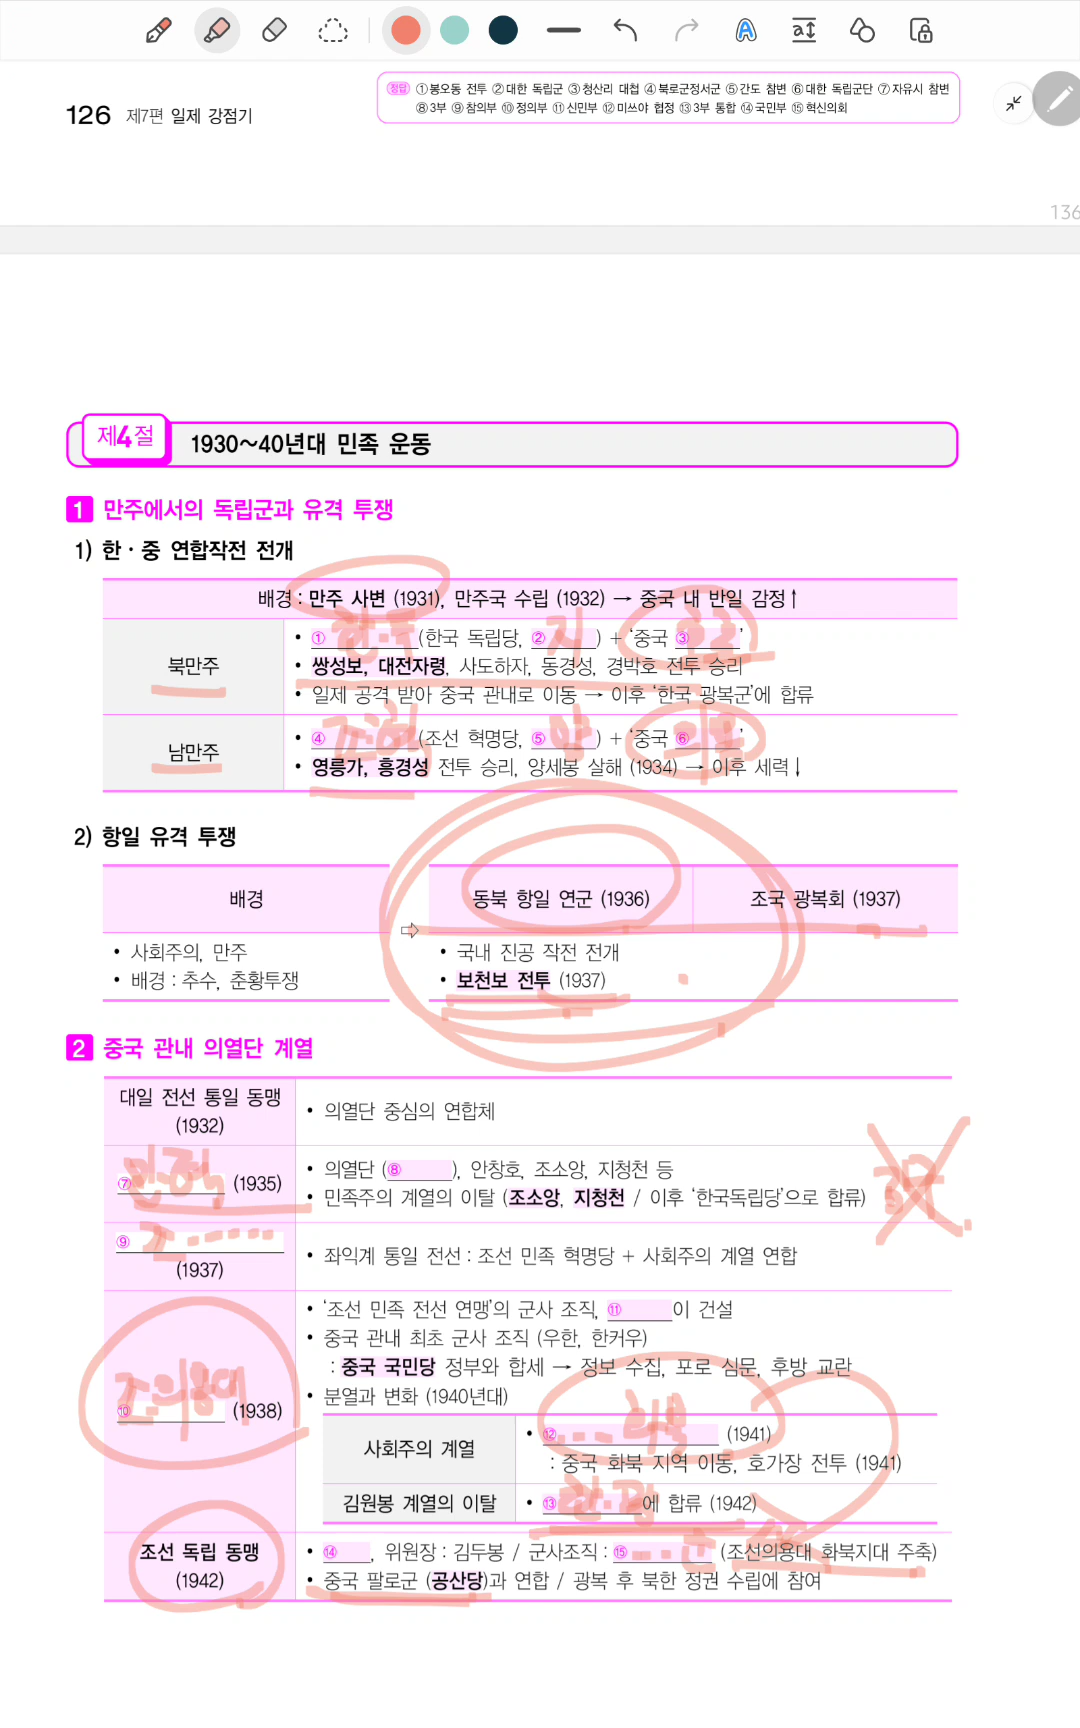 정답 ①봉오동 전투 ②대한 독립군 ③청산리 대첩 ④북로군정서군 ⑤간도 참변 ⑥대한 독립군단 ⑦자유시 참변
⑧3부 ⑨참의부 ⑩정의부 ⑪신민부 ⑫미쓰야 협정 ⑬3부 통합 ⑭국민부 ⑮혁신의회
126 제7편 일제 강점기
136
제4절 1930~40년대 민족 운동
1 만주에서의 독립군과 유격 투쟁
1) 한·중 연합작전 전개
배경 : 만주 사변 (1931), 만주국 수립 (1932) → 중국 내 반일 감정↑
북만주
• ① (한국 독립당, ② 지) + ‘중국 ③ ’
• 쌍성보, 대전자령, 사도하자, 동경성, 경박호 전투 승리
• 일제 공격 받아 중국 관내로 이동 → 이후 ‘한국 광복군’에 합류
남만주
• ④ (조선 혁명당, ⑤ 양) + ‘중국 ⑥ ’
• 영릉가, 흥경성 전투 승리, 양세봉 살해 (1934) → 이후 세력↓
2) 항일 유격 투쟁
배경
• 사회주의, 만주
• 배경 : 추수, 춘황투쟁
⇨
동북 항일 연군 (1936) 조국 광복회 (1937)
• 국내 진공 작전 전개
• 보천보 전투 (1937)
2 중국 관내 의열단 계열
대일 전선 통일 동맹
(1932)
• 의열단 중심의 연합체
⑦ (1935)
• 의열단 (⑧ ), 안창호, 조소앙, 지청천 등
• 민족주의 계열의 이탈 (조소앙, 지청천 / 이후 ‘한국독립당’으로 합류)
⑨ 조
(1937)
• 좌익계 통일 전선 : 조선 민족 혁명당 + 사회주의 계열 연합
⑩ 조의용대 (1938)
• ‘조선 민족 전선 연맹’의 군사 조직, ⑪ 이 건설
• 중국 관내 최초 군사 조직 (우한, 한커우)
: 중국 국민당 정부와 합세 → 정보 수집, 포로 심문, 후방 교란
• 분열과 변화 (1940년대)
사회주의 계열
• ⑫ 화북 (1941)
: 중국 화북 지역 이동, 호가장 전투 (1941)
김원봉 계열의 이탈
• ⑬ 한·광에 합류 (1942)
조선 독립 동맹
(1942)
• ⑭ , 위원장 : 김두봉 / 군사조직 : ⑮ (조선의용대 화북지대 주축)
• 중국 팔로군 (공산당)과 연합 / 광복 후 북한 정권 수립에 참여